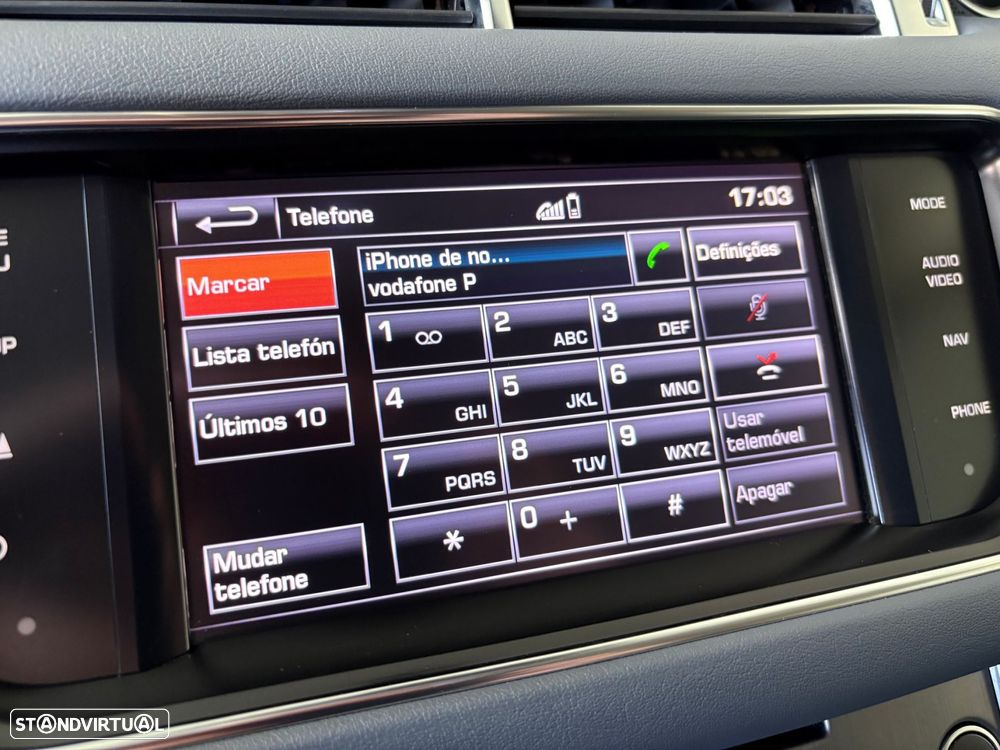 Telefone
17:03
Marcar
iPhone de no...
vodafone P
Definições
Lista telefón
Últimos 10
1
2 ABC
3 DEF
4 GHI
5 JKL
6 MNO
7 PQRS
8 TUV
9 WXYZ
*
0 +
#
Usar
telemóvel
Apagar
Mudar
telefone
MODE
AUDIO
VIDEO
NAV
PHONE
STANDVIRTUAL